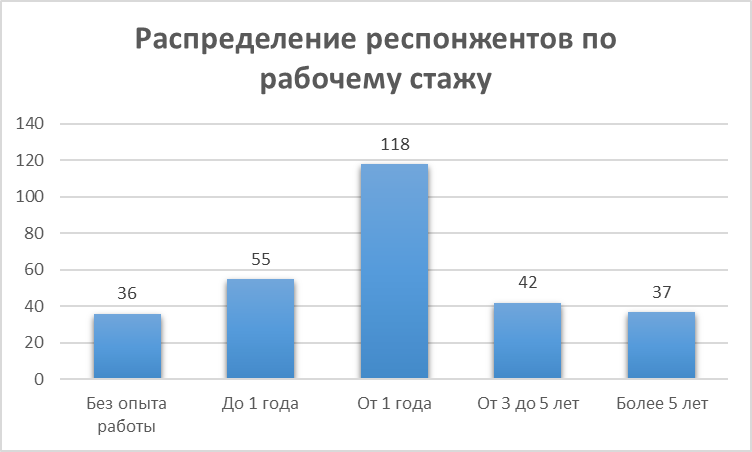 Распределение респонжентов по
рабочему стажу
140
120
100
80
60
40
20
0
36
55
118
42
37
Без опыта
работы
До 1 года
От 1 года
От 3 до 5 лет
Более 5 лет